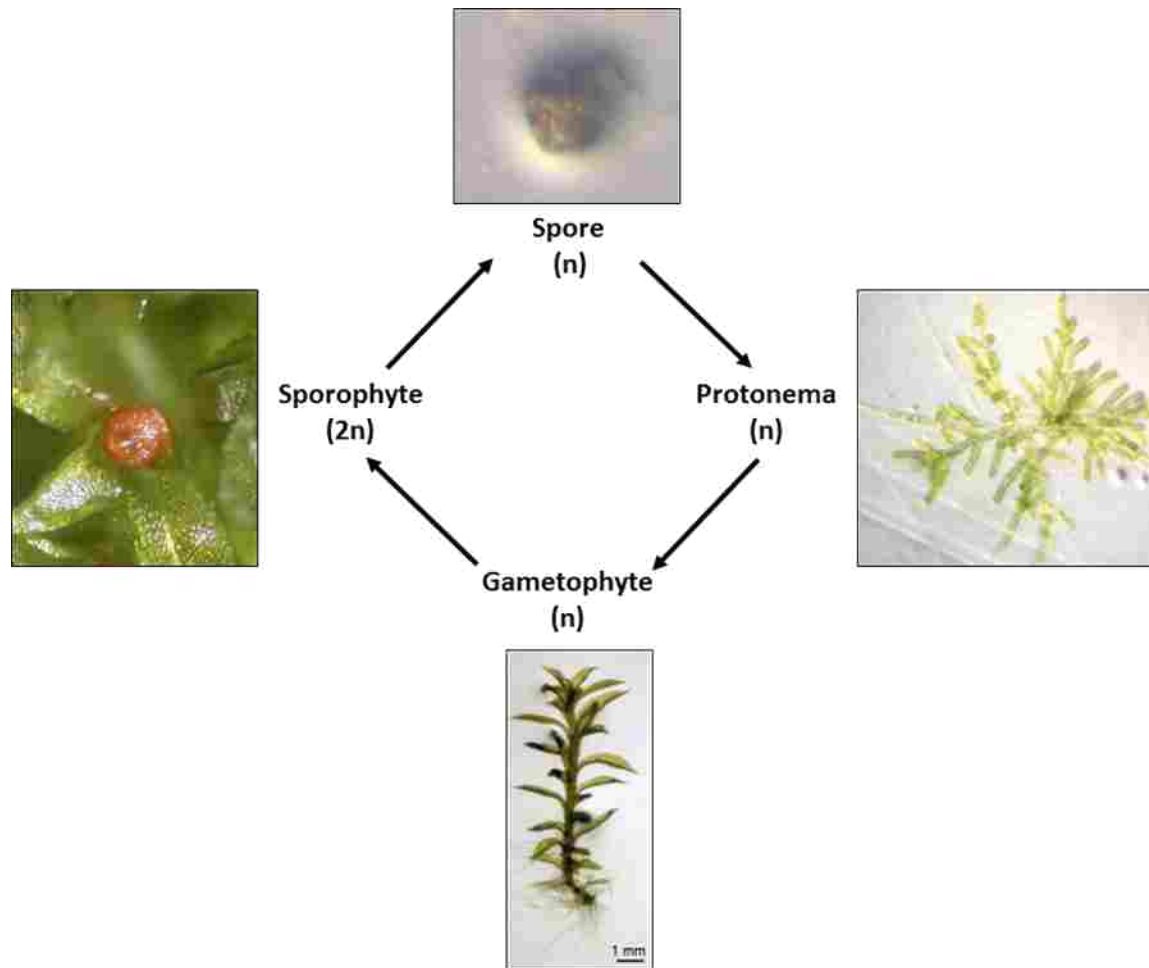 Spore
(n)
Sporophyte
(2n)
Protonema
(n)
Gametophyte
(n)
1 mm